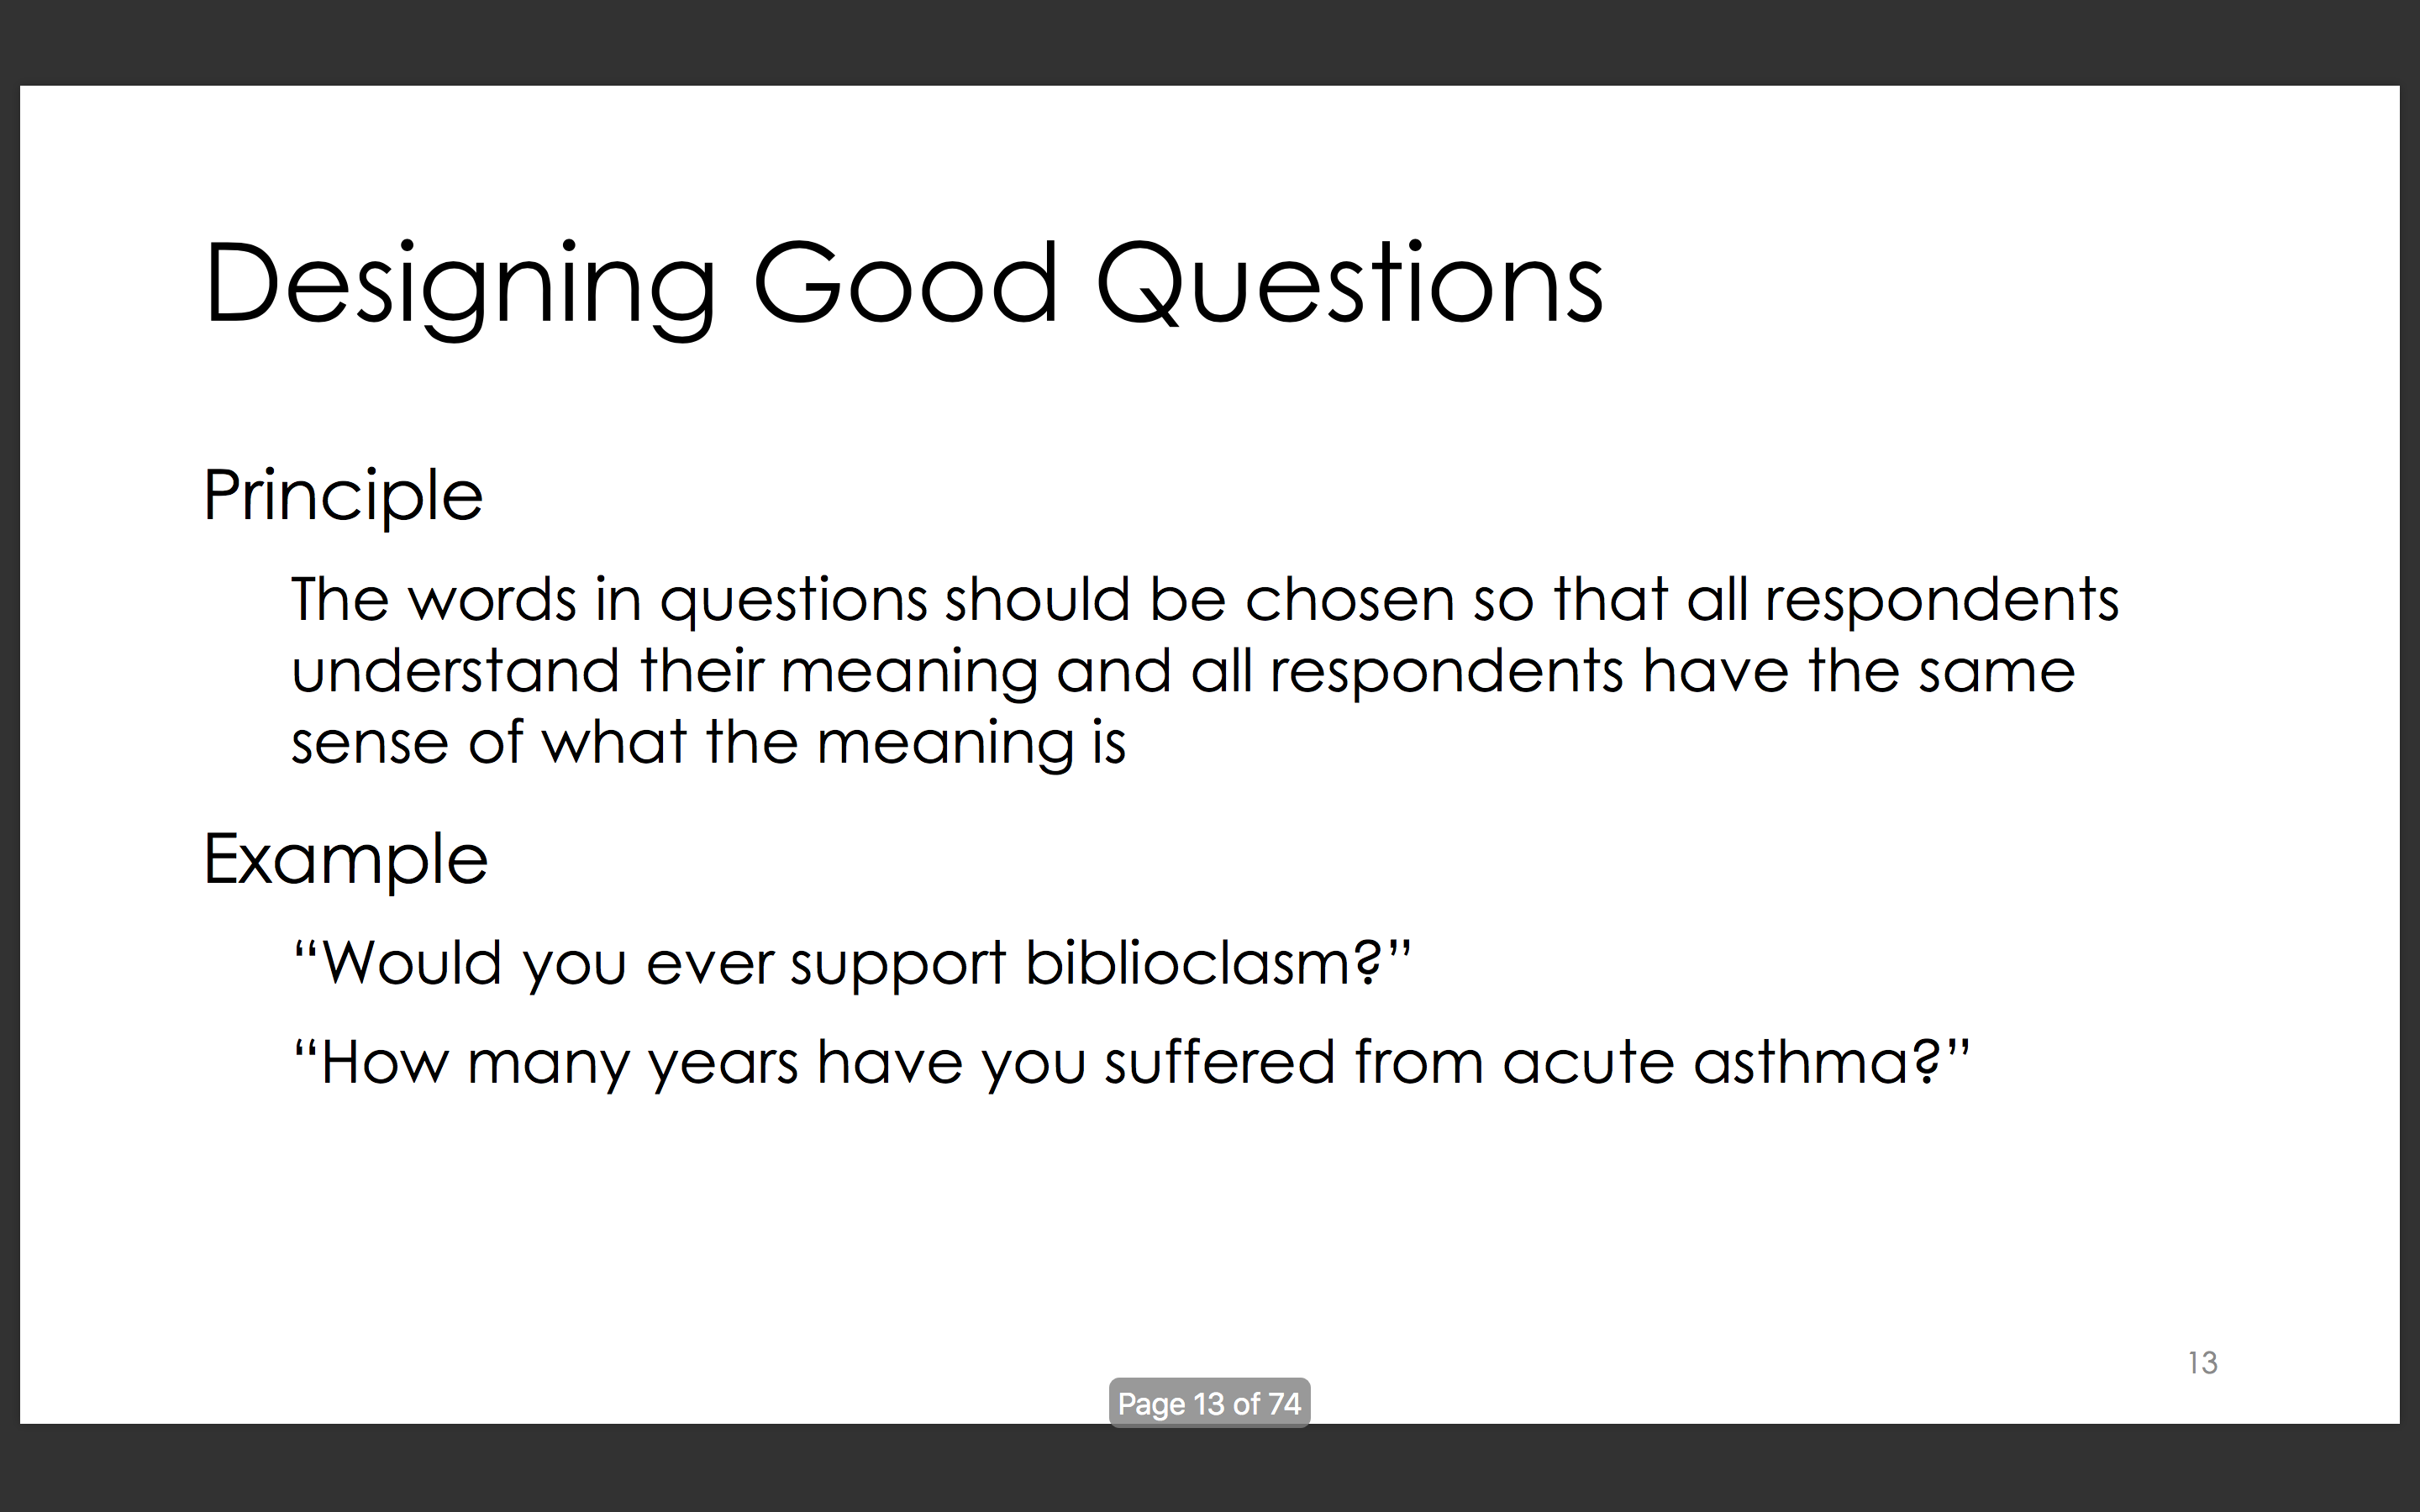 Designing Good Questions
Principle
The words in questions should be chosen so that all respondents
understand their meaning and all respondents have the same
sense of what the meaning is
Example
“Would you ever support biblioclasm?”
“How many years have you suffered from acute asthma?”
13
Page 13 of 74